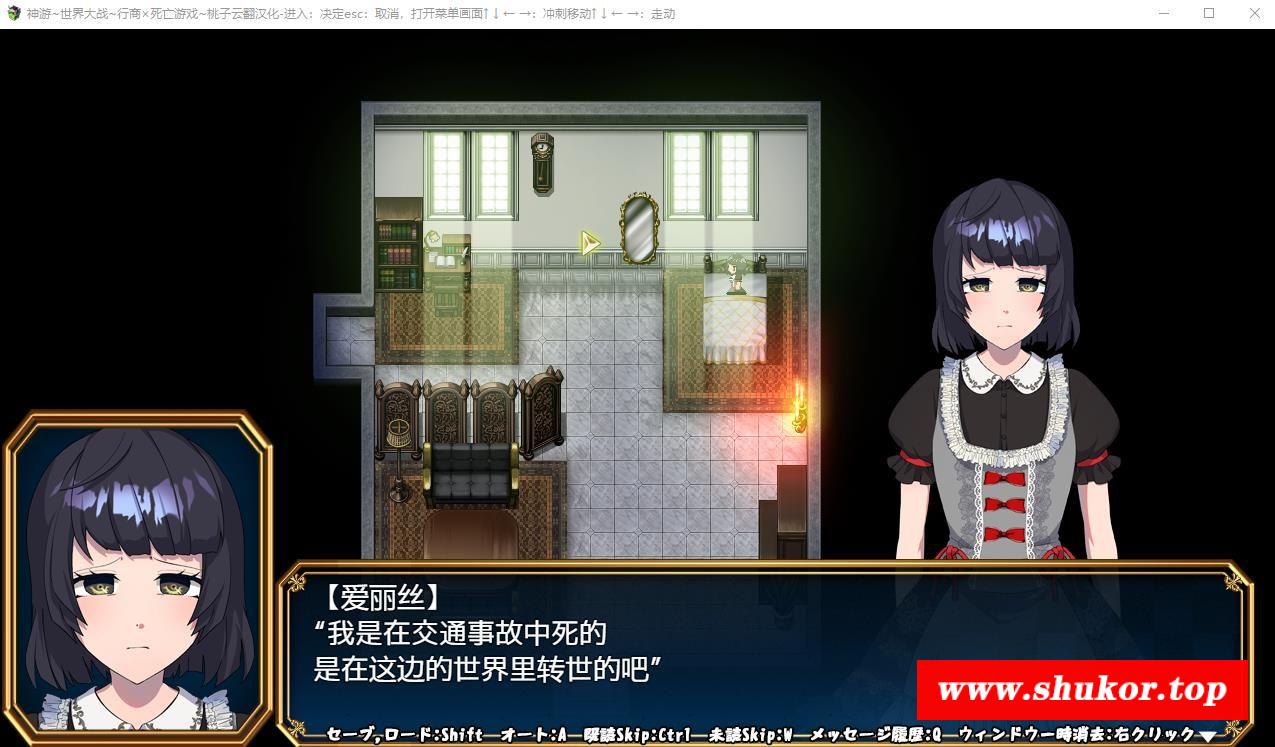 神游~世界大战~行商×死亡游戏~桃子云翻汉化-进入：决定esc：取消，打开菜单画面↑↓←→：冲刺移动↑↓←→：走动
【爱丽丝】
“我是在交通事故中死的
是在这边的世界里转世的吧”
www.shukor.top
セーブ,ロード:Shift オート:A 既読Skip:Ctrl 未読Skip:W メッセージ履歴:Q ウィンドウ一時消去:右クリック